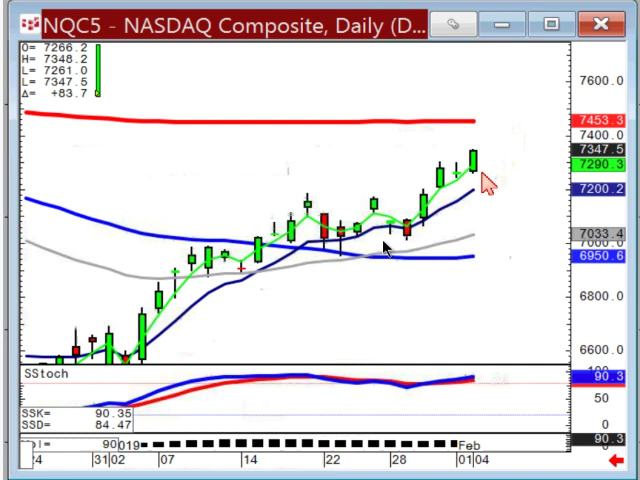 NQC5 - NASDAQ Composite, Daily (D...
O= 7266.2
H= 7348.2
L= 7261.0
L= 7347.5
Δ= +83.7
7600.0
7453.3
7400.0
7347.5
7290.3
7200.2
7033.4
7000.0
6950.6
6800.0
6600.0
SStoch
90.3
50
0
SSK= 90.35
SSD= 84.47
90
019
Feb
90.3
24
31
02
07
14
22
28
01
04